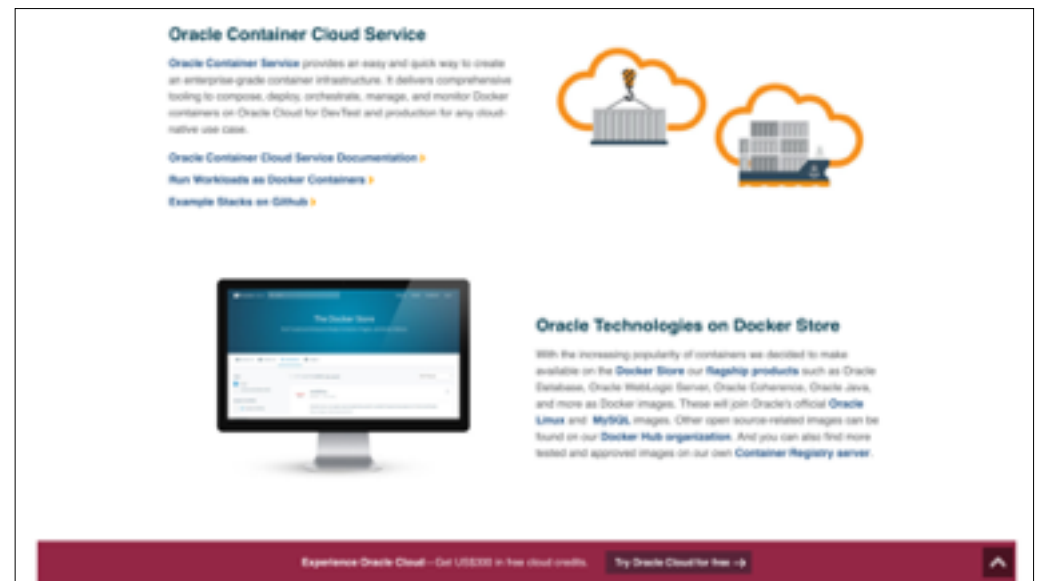 Oracle Container Cloud Service
Oracle Container Service provides an easy and quick way to create
an enterprise-grade container infrastructure. It delivers comprehensive
tooling to compose, deploy, orchestrate, manage, and monitor Docker
containers on Oracle Cloud for DevTest and production for any cloud-
native use case.
Oracle Container Cloud Service Documentation
Run Workloads as Docker Containers
Example Stacks on Github
The Docker Store
Oracle Technologies on Docker Store
With the increasing popularity of containers we decided to make
available on the Docker Store our flagship products such as Oracle
Database, Oracle WebLogic Server, Oracle Coherence, Oracle Java,
and more as Docker images. These will join Oracle's official Oracle
Linux and MySQL images. Other open source-related images can be
found on our Docker Hub organization. And you can also find more
tested and approved images on our own Container Registry server.
Experience Oracle Cloud – Get US$300 in free cloud credits. Try Oracle Cloud for free